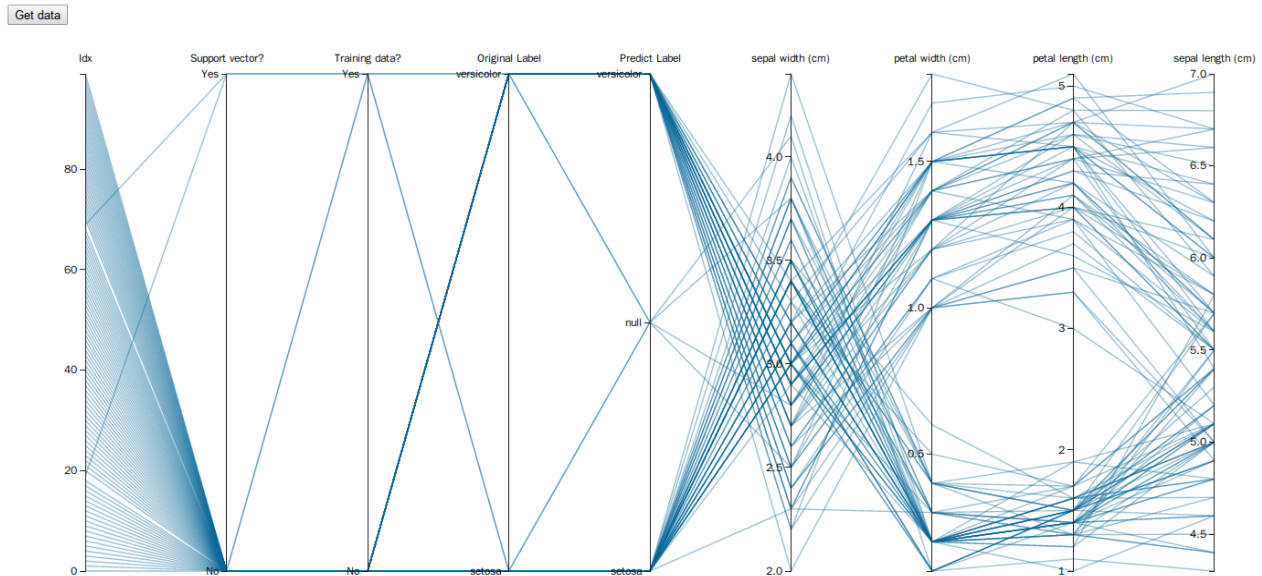 Get data
Idx
Support vector?
Training data?
Original Label
Predict Label
sepal width (cm)
petal width (cm)
petal length (cm)
sepal length (cm)
80
60
40
20
0
Yes
No
Yes
No
versicolor
setosa
versicolor
null
setosa
4.0
3.5
3.0
2.5
2.0
1.5
1.0
0.5
5
4
3
2
1
7.0
6.5
6.0
5.5
5.0
4.5